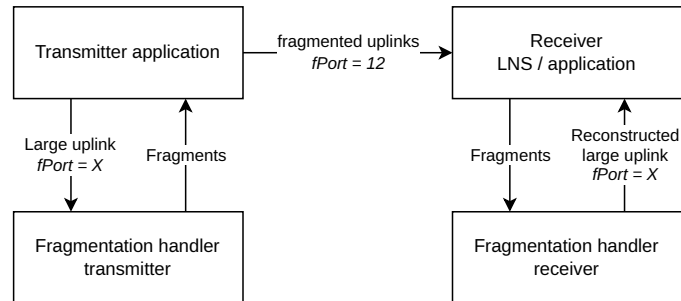 Transmitter application
fragmented uplinks
fPort = 12
Receiver
LNS / application
Large uplink
fPort = X
Fragments
Fragments
Reconstructed
large uplink
fPort = X
Fragmentation handler
transmitter
Fragmentation handler
receiver